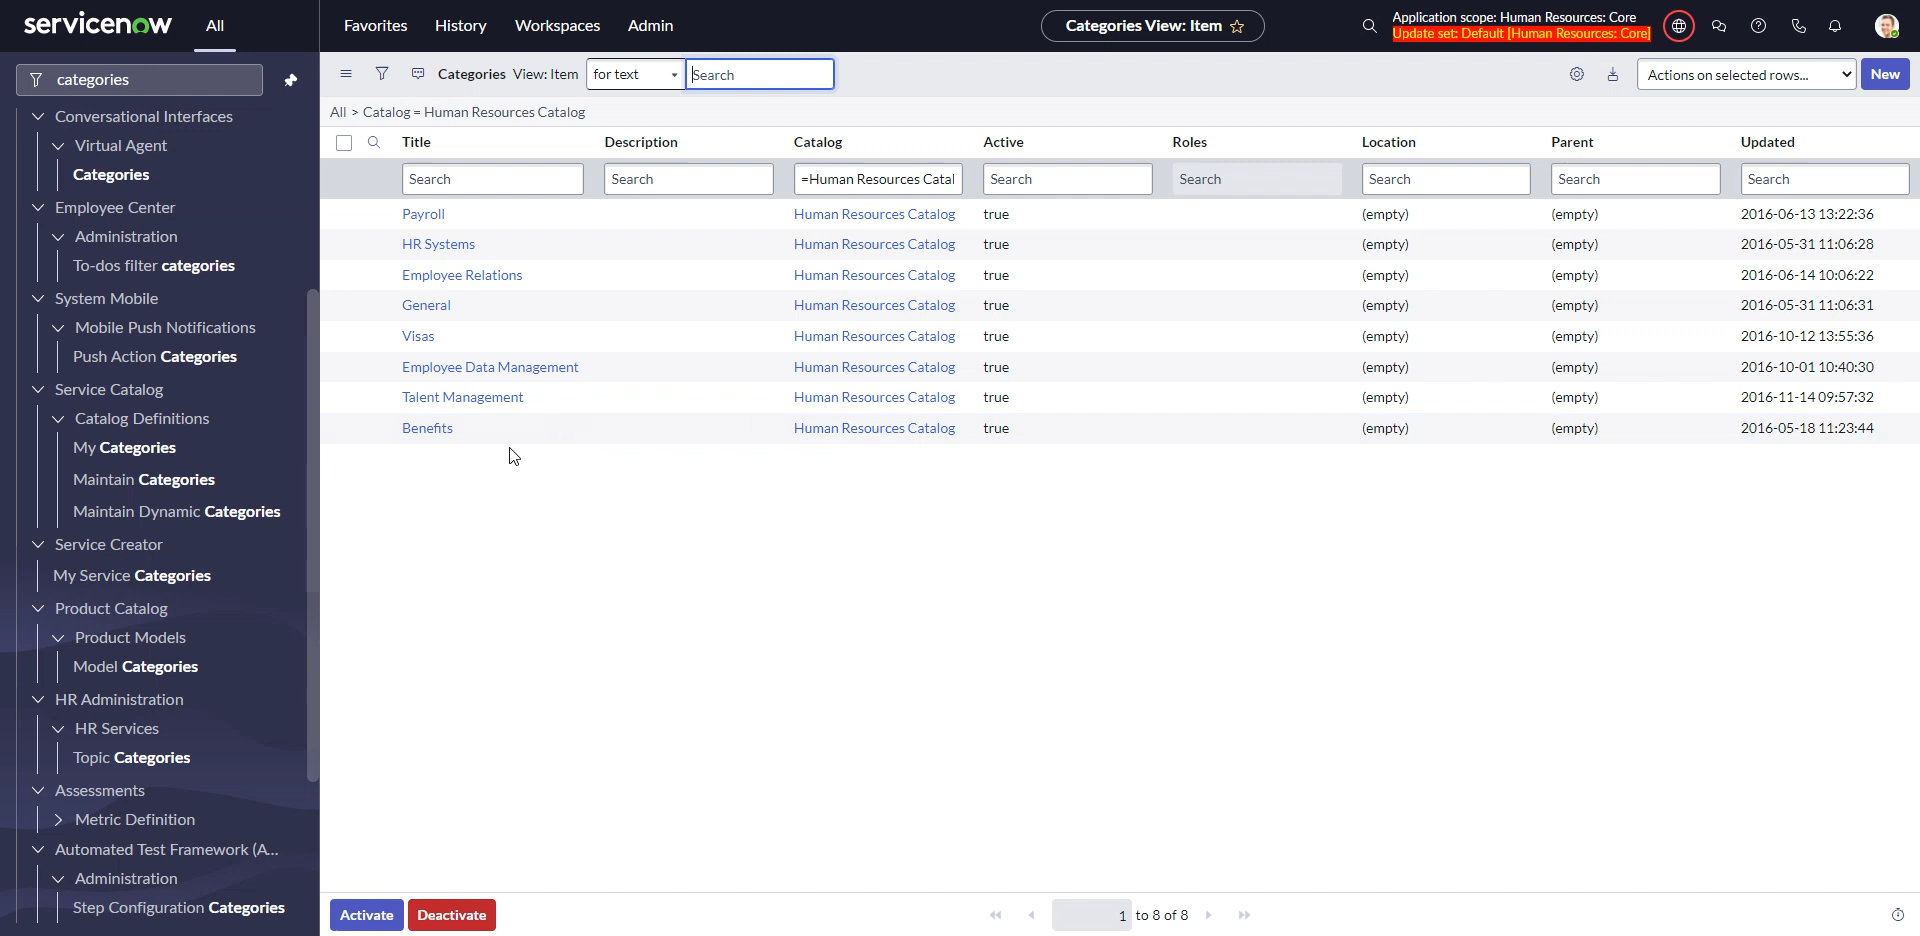 servicenow
All
Favorites
History
Workspaces
Admin
Categories View: Item
Application scope: Human Resources: Core
Update set: Default [Human Resources: Core]
categories
Conversational Interfaces
Virtual Agent
Categories
Employee Center
Administration
To-dos filter categories
System Mobile
Mobile Push Notifications
Push Action Categories
Service Catalog
Catalog Definitions
My Categories
Maintain Categories
Maintain Dynamic Categories
Service Creator
My Service Categories
Product Catalog
Product Models
Model Categories
HR Administration
HR Services
Topic Categories
Assessments
Metric Definition
Automated Test Framework (A...
Administration
Step Configuration Categories
Categories View: Item for text Search Actions on selected rows... New
All > Catalog = Human Resources Catalog
Title Description Catalog Active Roles Location Parent Updated
Search Search =Human Resources Catal Search Search Search Search Search
Payroll Human Resources Catalog true (empty) (empty) 2016-06-13 13:22:36
HR Systems Human Resources Catalog true (empty) (empty) 2016-05-31 11:06:28
Employee Relations Human Resources Catalog true (empty) (empty) 2016-06-14 10:06:22
General Human Resources Catalog true (empty) (empty) 2016-05-31 11:06:31
Visas Human Resources Catalog true (empty) (empty) 2016-10-12 13:55:36
Employee Data Management Human Resources Catalog true (empty) (empty) 2016-10-01 10:40:30
Talent Management Human Resources Catalog true (empty) (empty) 2016-11-14 09:57:32
Benefits Human Resources Catalog true (empty) (empty) 2016-05-18 11:23:44
Activate Deactivate 1 to 8 of 8